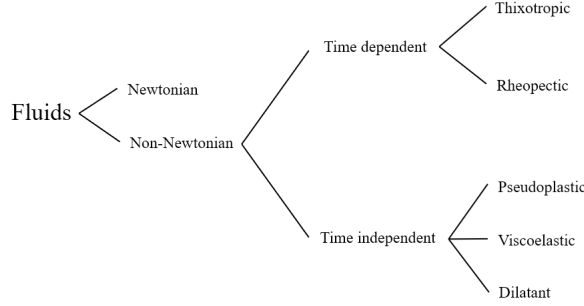 Thixotropic
Time dependent
Rheopectic
Newtonian
Fluids
Non-Newtonian
Pseudoplastic
Time independent
Viscoelastic
Dilatant